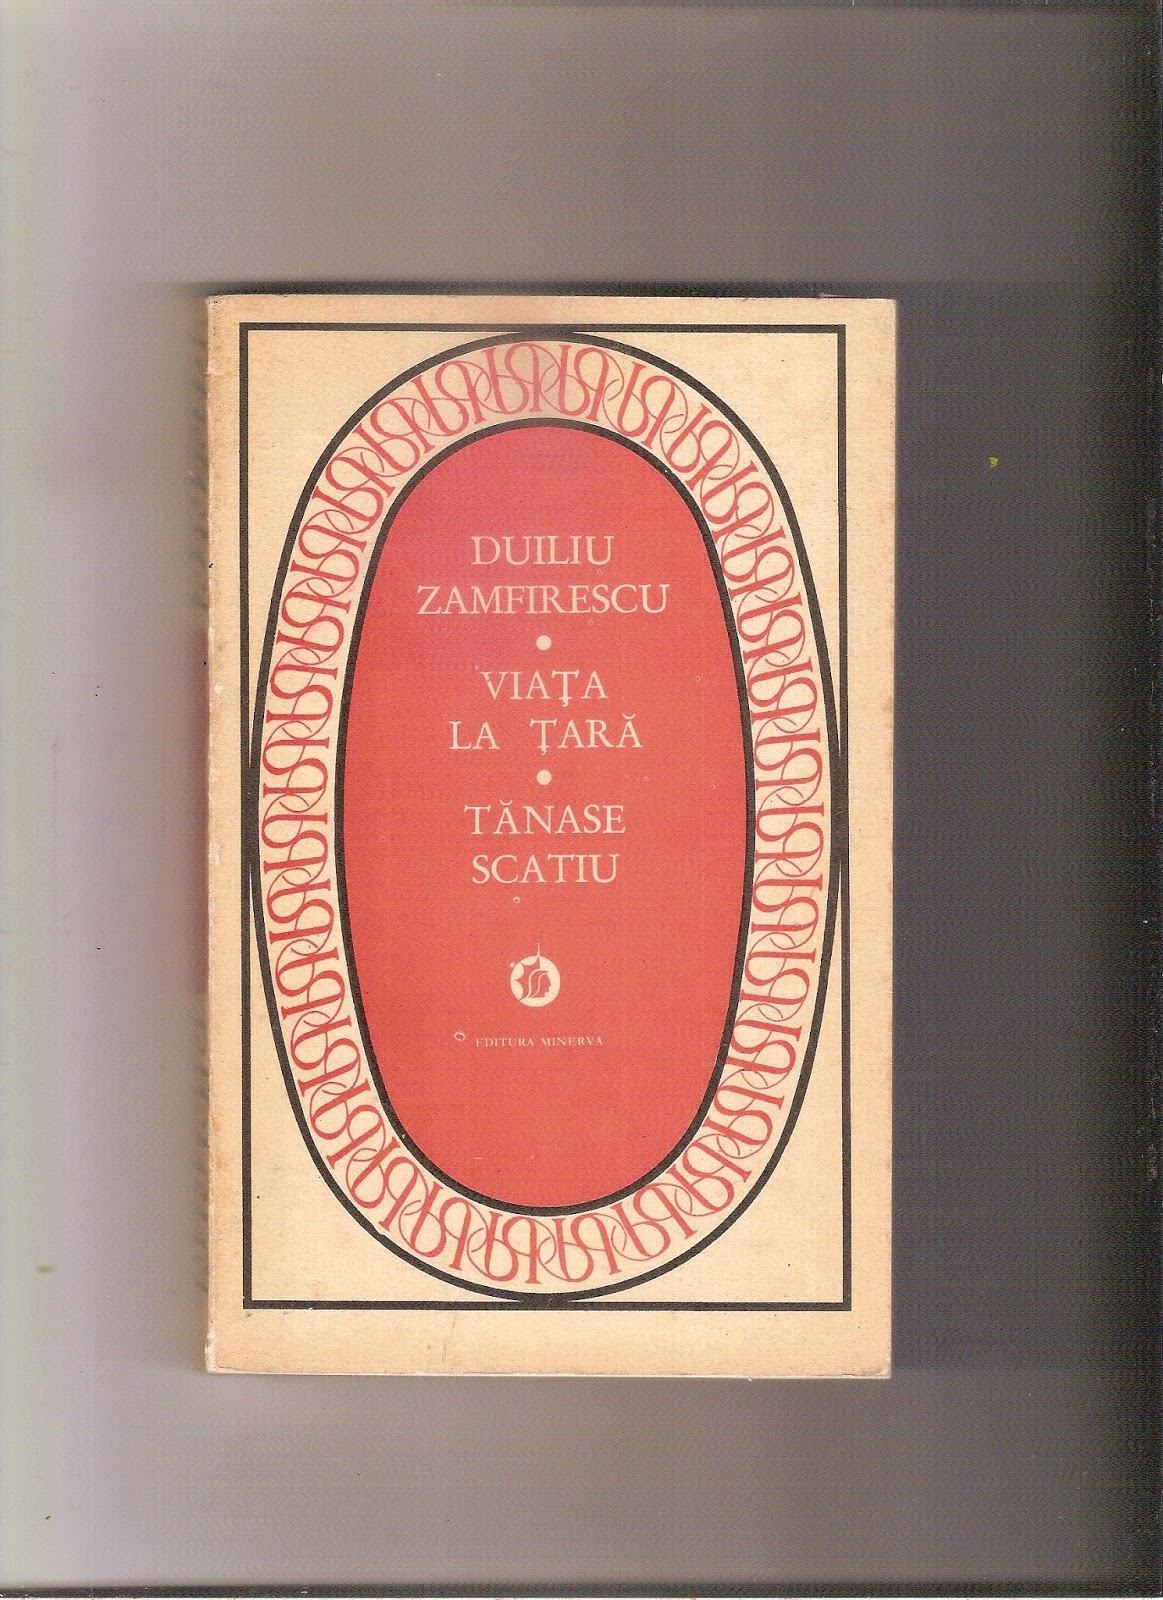 DUILIU
ZAMFIRESCU
VIAŢA
LA ŢARĂ
TĂNASE
SCATIU
EDITURA MINERVA